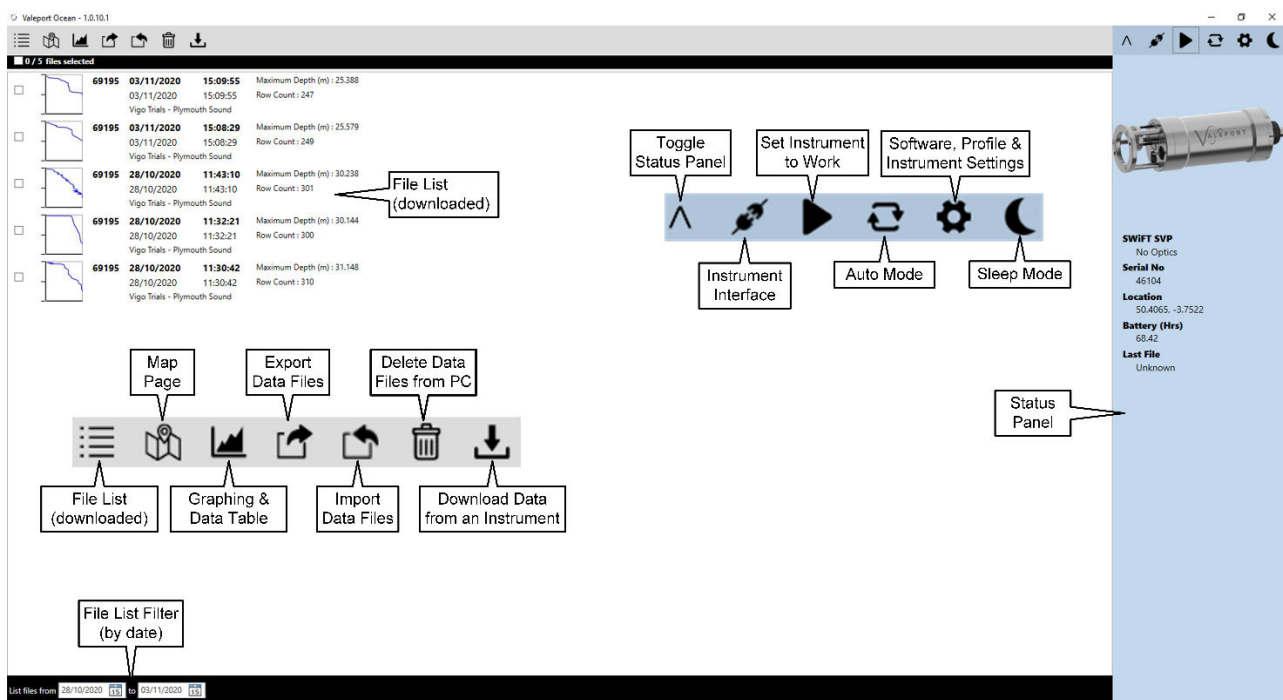 Valeport Ocean - 1.0.10.1
0 / 5 files selected
69195 03/11/2020 15:09:55 Maximum Depth (m) : 25.388
03/11/2020 15:09:55 Row Count : 247
Vigo Trials - Plymouth Sound
69195 03/11/2020 15:08:29 Maximum Depth (m) : 25.579
03/11/2020 15:08:29 Row Count : 249
Vigo Trials - Plymouth Sound
69195 28/10/2020 11:43:10 Maximum Depth (m) : 30.238
28/10/2020 11:43:10 Row Count : 301
Vigo Trials - Plymouth Sound
69195 28/10/2020 11:32:21 Maximum Depth (m) : 30.144
28/10/2020 11:32:21 Row Count : 300
Vigo Trials - Plymouth Sound
69195 28/10/2020 11:30:42 Maximum Depth (m) : 31.148
28/10/2020 11:30:42 Row Count : 310
Vigo Trials - Plymouth Sound
File List
(downloaded)
Toggle
Status Panel
Set Instrument
to Work
Software, Profile &
Instrument Settings
Instrument
Interface
Auto Mode
Sleep Mode
VALEPORT
SWiFT SVP
No Optics
Serial No
46104
Location
50.4065, -3.7522
Battery (Hrs)
68.42
Last File
Unknown
Status
Panel
Map
Page
Export
Data Files
Delete Data
Files from PC
File List
(downloaded)
Graphing &
Data Table
Import
Data Files
Download Data
from an Instrument
File List Filter
(by date)
List files from 28/10/2020 15 to 03/11/2020 15